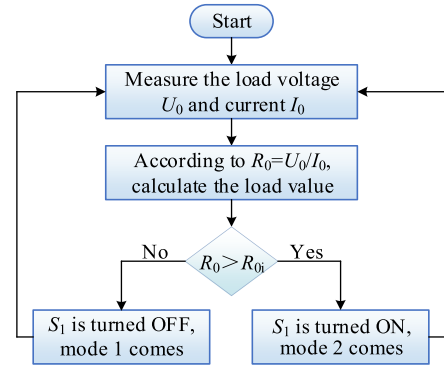 Start
Measure the load voltage
U₀ and current I₀
According to R₀=U₀/I₀,
calculate the load value
No
R₀>R₀ᵢ
Yes
S₁ is turned OFF,
mode 1 comes
S₁ is turned ON,
mode 2 comes